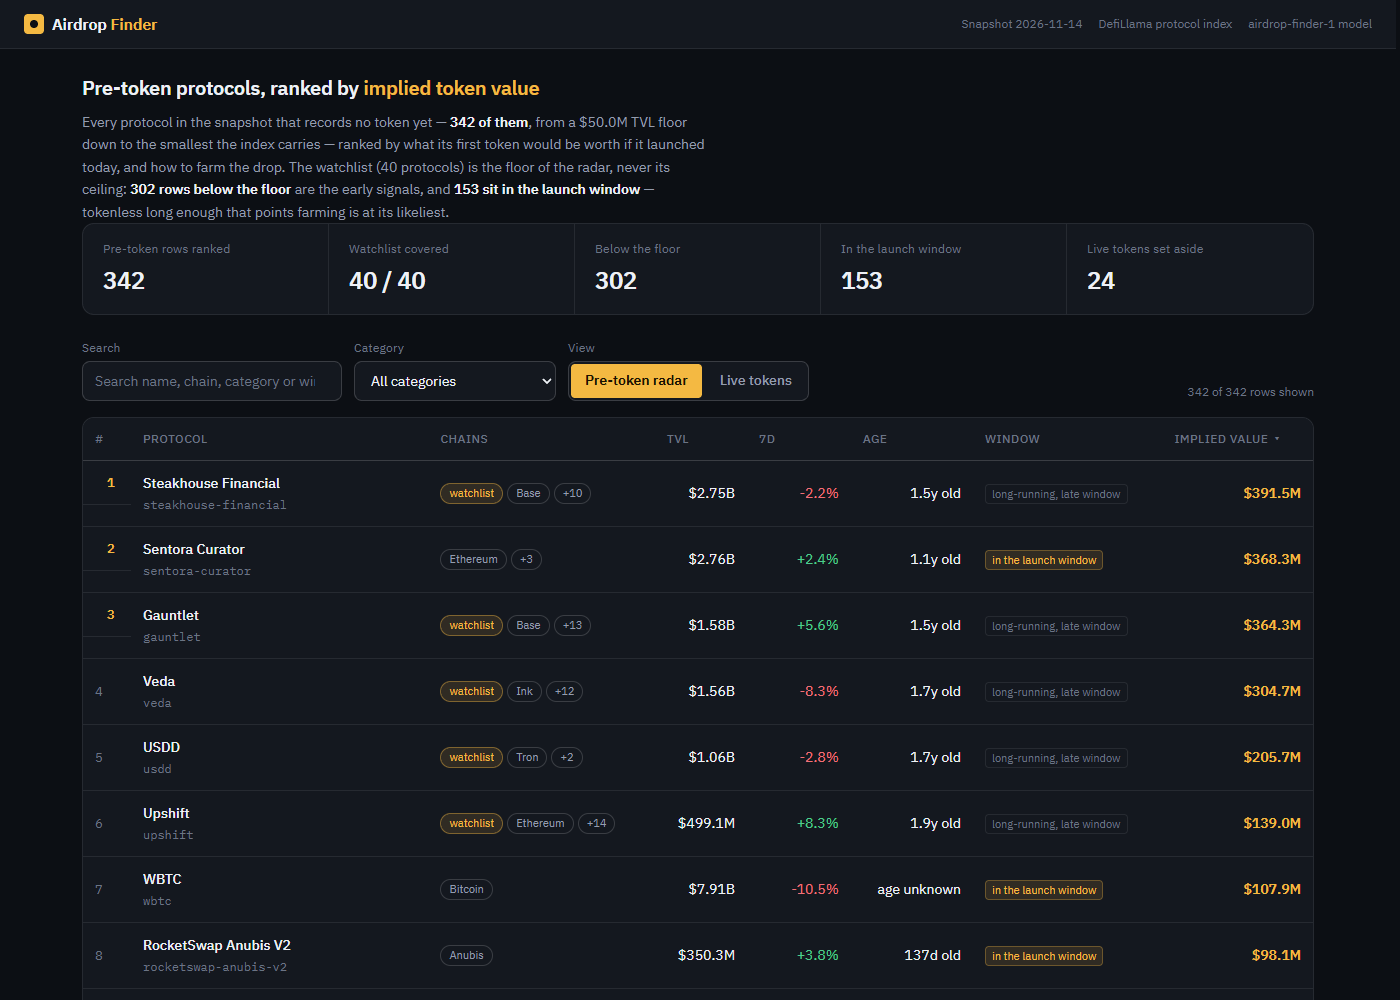 Airdrop Finder
Snapshot 2026-11-14 DefiLlama protocol index airdrop-finder-1 model
Pre-token protocols, ranked by implied token value
Every protocol in the snapshot that records no token yet — 342 of them, from a $50.0M TVL floor
down to the smallest the index carries — ranked by what its first token would be worth if it launched
today, and how to farm the drop. The watchlist (40 protocols) is the floor of the radar, never its
ceiling: 302 rows below the floor are the early signals, and 153 sit in the launch window —
tokenless long enough that points farming is at its likeliest.
Pre-token rows ranked Watchlist covered Below the floor In the launch window Live tokens set aside
342 40 / 40 302 153 24
Search Category View
Search name, chain, category or wi All categories Pre-token radar Live tokens
342 of 342 rows shown
# PROTOCOL CHAINS TVL 7D AGE WINDOW IMPLIED VALUE ▾
1 Steakhouse Financial
steakhouse-financial
watchlist Base +10 $2.75B -2.2% 1.5y old long-running, late window $391.5M
2 Sentora Curator
sentora-curator
Ethereum +3 $2.76B +2.4% 1.1y old in the launch window $368.3M
3 Gauntlet
gauntlet
watchlist Base +13 $1.58B +5.6% 1.5y old long-running, late window $364.3M
4 Veda
veda
watchlist Ink +12 $1.56B -8.3% 1.7y old long-running, late window $304.7M
5 USDD
usdd
watchlist Tron +2 $1.06B -2.8% 1.7y old long-running, late window $205.7M
6 Upshift
upshift
watchlist Ethereum +14 $499.1M +8.3% 1.9y old long-running, late window $139.0M
7 WBTC
wbtc
Bitcoin $7.91B -10.5% age unknown in the launch window $107.9M
8 RocketSwap Anubis V2
rocketswap-anubis-v2
Anubis $350.3M +3.8% 137d old in the launch window $98.1M